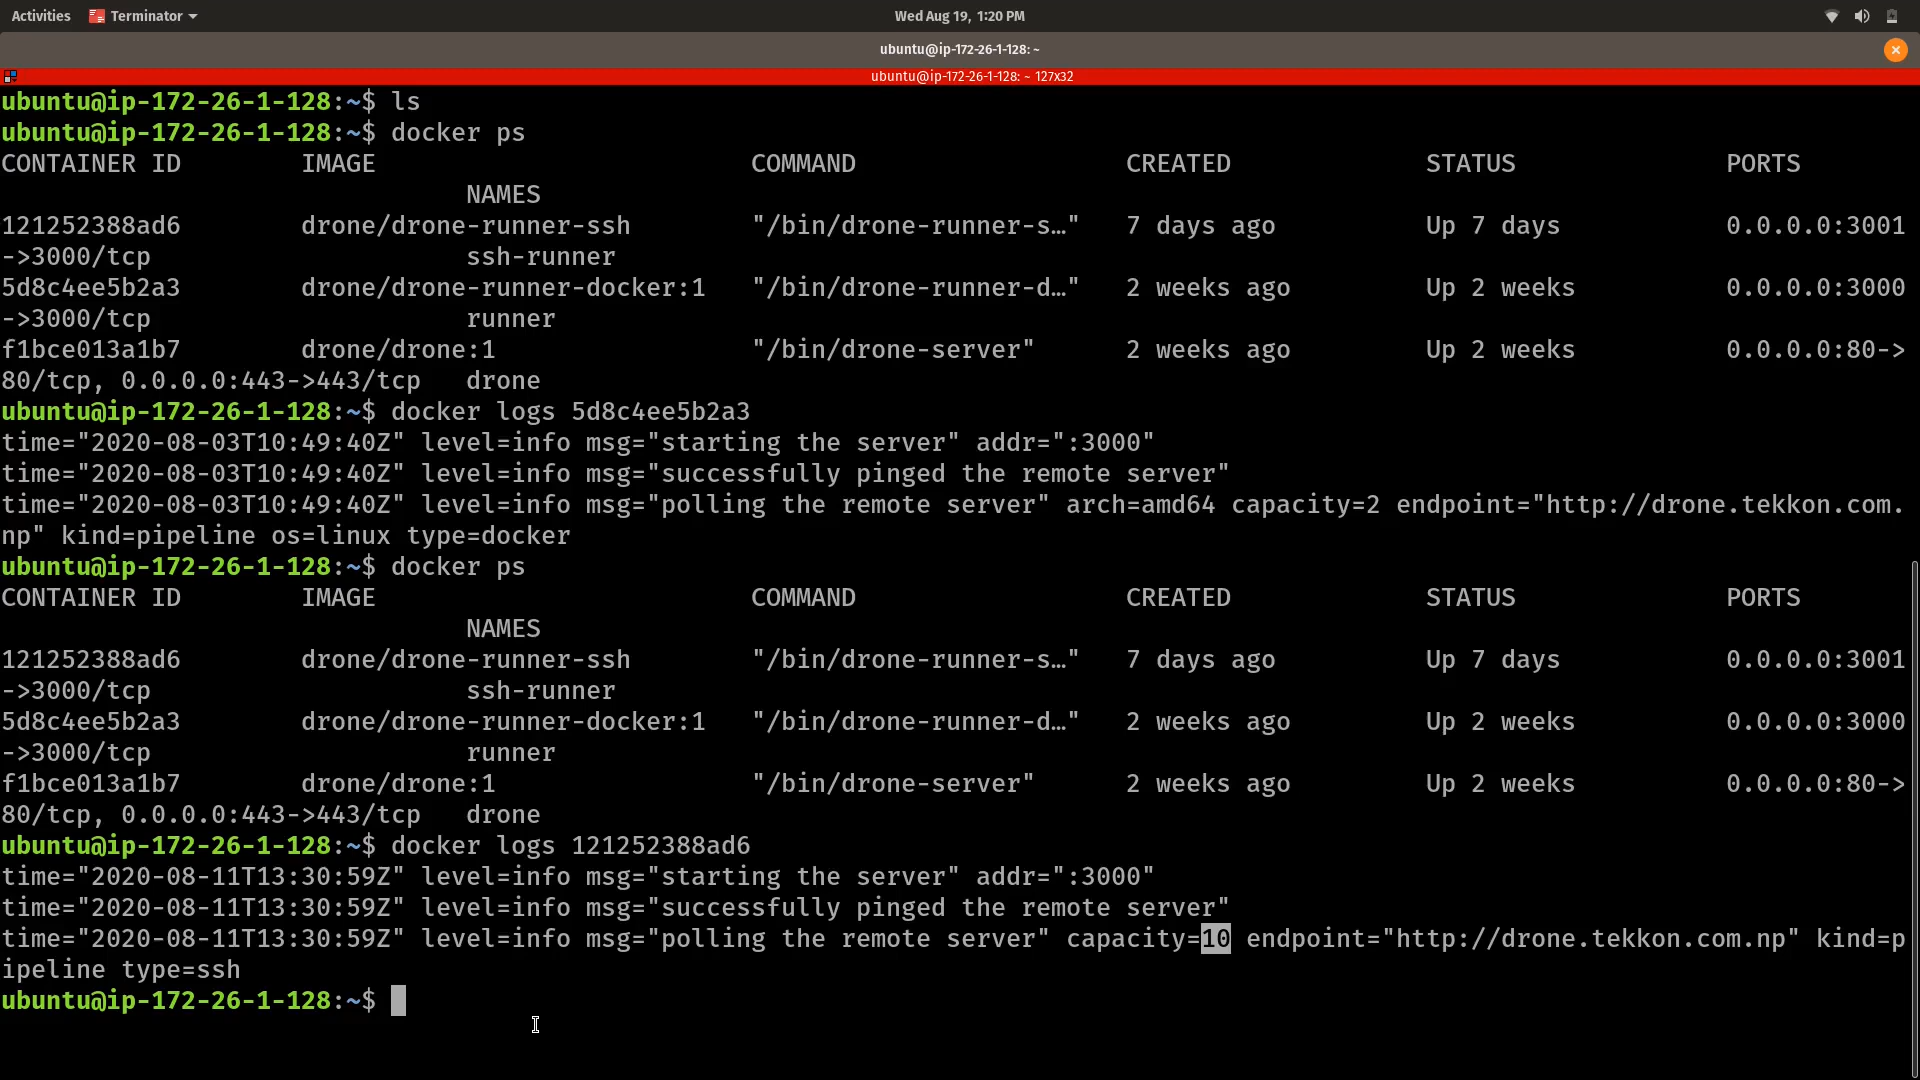 Activities Terminator Wed Aug 19, 1:20 PM
ubuntu@ip-172-26-1-128: ~
ubuntu@ip-172-26-1-128: ~ 127x32
ubuntu@ip-172-26-1-128:~$ ls
ubuntu@ip-172-26-1-128:~$ docker ps
CONTAINER ID        IMAGE                         COMMAND                  CREATED             STATUS              PORTS
                               NAMES
121252388ad6        drone/drone-runner-ssh        "/bin/drone-runner-s…"   7 days ago          Up 7 days           0.0.0.0:3001
->3000/tcp                     ssh-runner
5d8c4ee5b2a3        drone/drone-runner-docker:1   "/bin/drone-runner-d…"   2 weeks ago         Up 2 weeks          0.0.0.0:3000
->3000/tcp                     runner
f1bce013a1b7        drone/drone:1                 "/bin/drone-server"      2 weeks ago         Up 2 weeks          0.0.0.0:80->
80/tcp, 0.0.0.0:443->443/tcp   drone
ubuntu@ip-172-26-1-128:~$ docker logs 5d8c4ee5b2a3
time="2020-08-03T10:49:40Z" level=info msg="starting the server" addr=":3000"
time="2020-08-03T10:49:40Z" level=info msg="successfully pinged the remote server"
time="2020-08-03T10:49:40Z" level=info msg="polling the remote server" arch=amd64 capacity=2 endpoint="http://drone.tekkon.com.
np" kind=pipeline os=linux type=docker
ubuntu@ip-172-26-1-128:~$ docker ps
CONTAINER ID        IMAGE                         COMMAND                  CREATED             STATUS              PORTS
                               NAMES
121252388ad6        drone/drone-runner-ssh        "/bin/drone-runner-s…"   7 days ago          Up 7 days           0.0.0.0:3001
->3000/tcp                     ssh-runner
5d8c4ee5b2a3        drone/drone-runner-docker:1   "/bin/drone-runner-d…"   2 weeks ago         Up 2 weeks          0.0.0.0:3000
->3000/tcp                     runner
f1bce013a1b7        drone/drone:1                 "/bin/drone-server"      2 weeks ago         Up 2 weeks          0.0.0.0:80->
80/tcp, 0.0.0.0:443->443/tcp   drone
ubuntu@ip-172-26-1-128:~$ docker logs 121252388ad6
time="2020-08-11T13:30:59Z" level=info msg="starting the server" addr=":3000"
time="2020-08-11T13:30:59Z" level=info msg="successfully pinged the remote server"
time="2020-08-11T13:30:59Z" level=info msg="polling the remote server" capacity=10 endpoint="http://drone.tekkon.com.np" kind=p
ipeline type=ssh
ubuntu@ip-172-26-1-128:~$